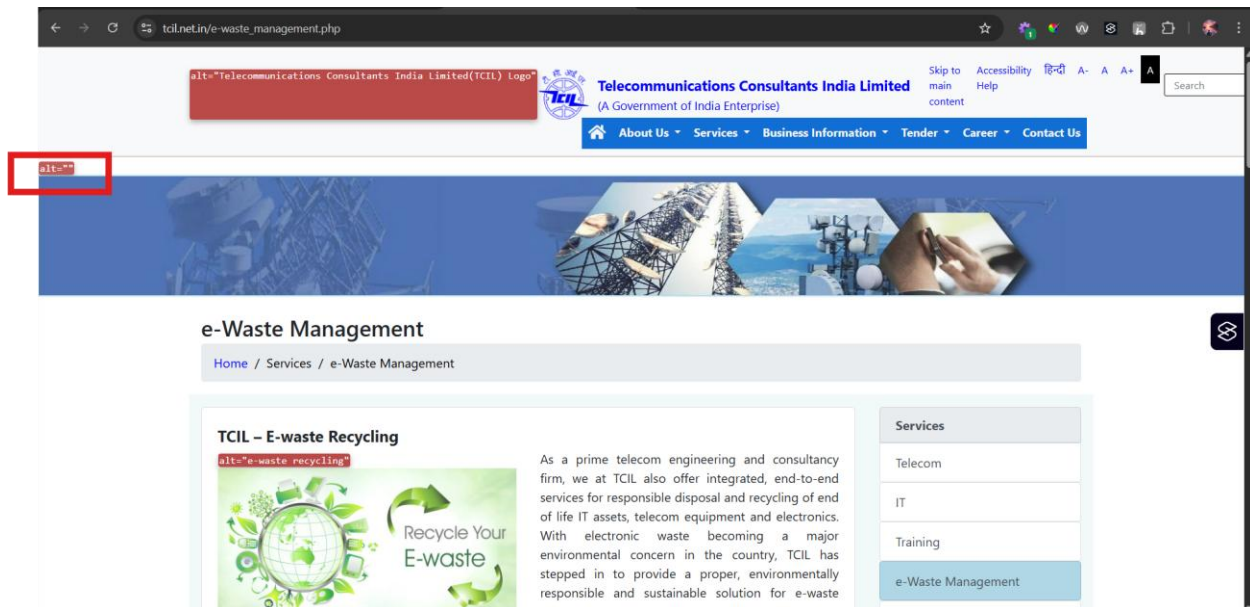 tcil.net.in/e-waste_management.php
1
alt="Telecommunications Consultants India Limited(TCIL) Logo"
TCIL
Telecommunications Consultants India Limited
(A Government of India Enterprise)
Skip to main content
Accessibility Help
हिन्दी
A-
A
A+
A
Search
About Us
Services
Business Information
Tender
Career
Contact Us
alt=""
e-Waste Management
Home / Services / e-Waste Management
TCIL – E-waste Recycling
alt="e-waste recycling"
Recycle Your
E-waste
As a prime telecom engineering and consultancy
firm, we at TCIL also offer integrated, end-to-end
services for responsible disposal and recycling of end
of life IT assets, telecom equipment and electronics.
With electronic waste becoming a major
environmental concern in the country, TCIL has
stepped in to provide a proper, environmentally
responsible and sustainable solution for e-waste
Services
Telecom
IT
Training
e-Waste Management